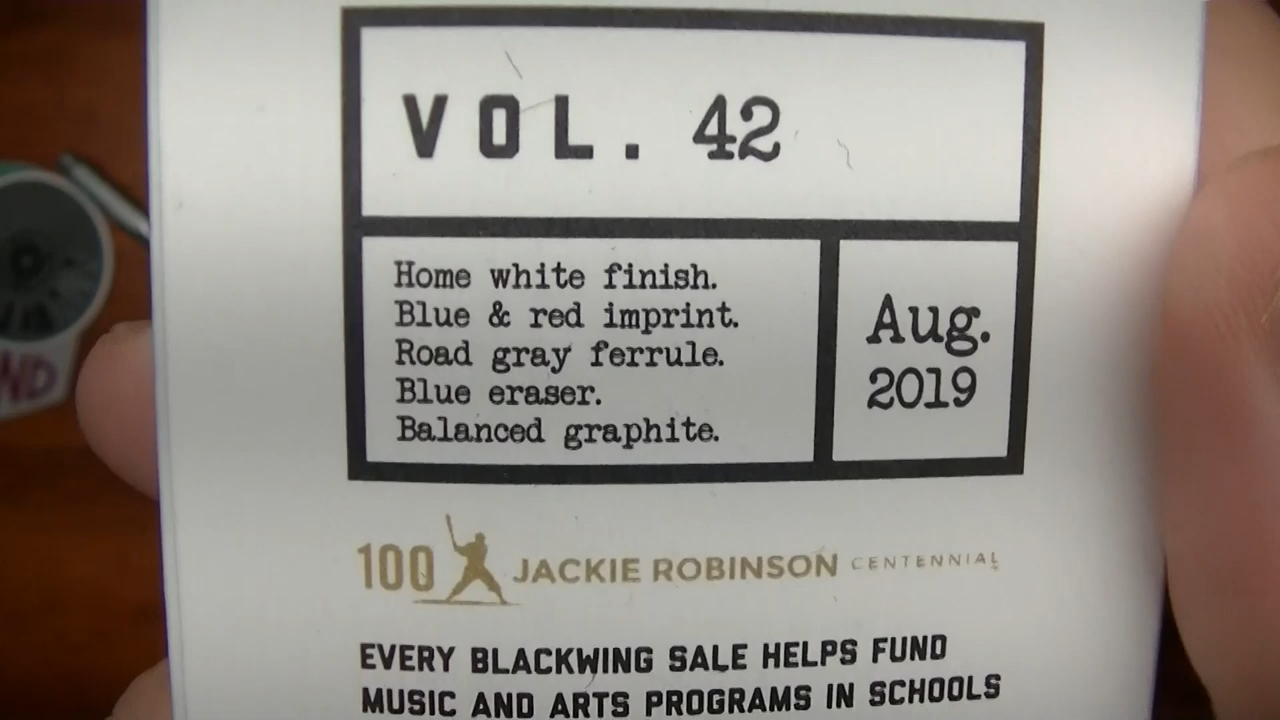 VOL. 42
Home white finish.
Blue & red imprint.
Road gray ferrule.
Blue eraser.
Balanced graphite.
Aug.
2019
100 JACKIE ROBINSON CENTENNIAL
EVERY BLACKWING SALE HELPS FUND
MUSIC AND ARTS PROGRAMS IN SCHOOLS
ND